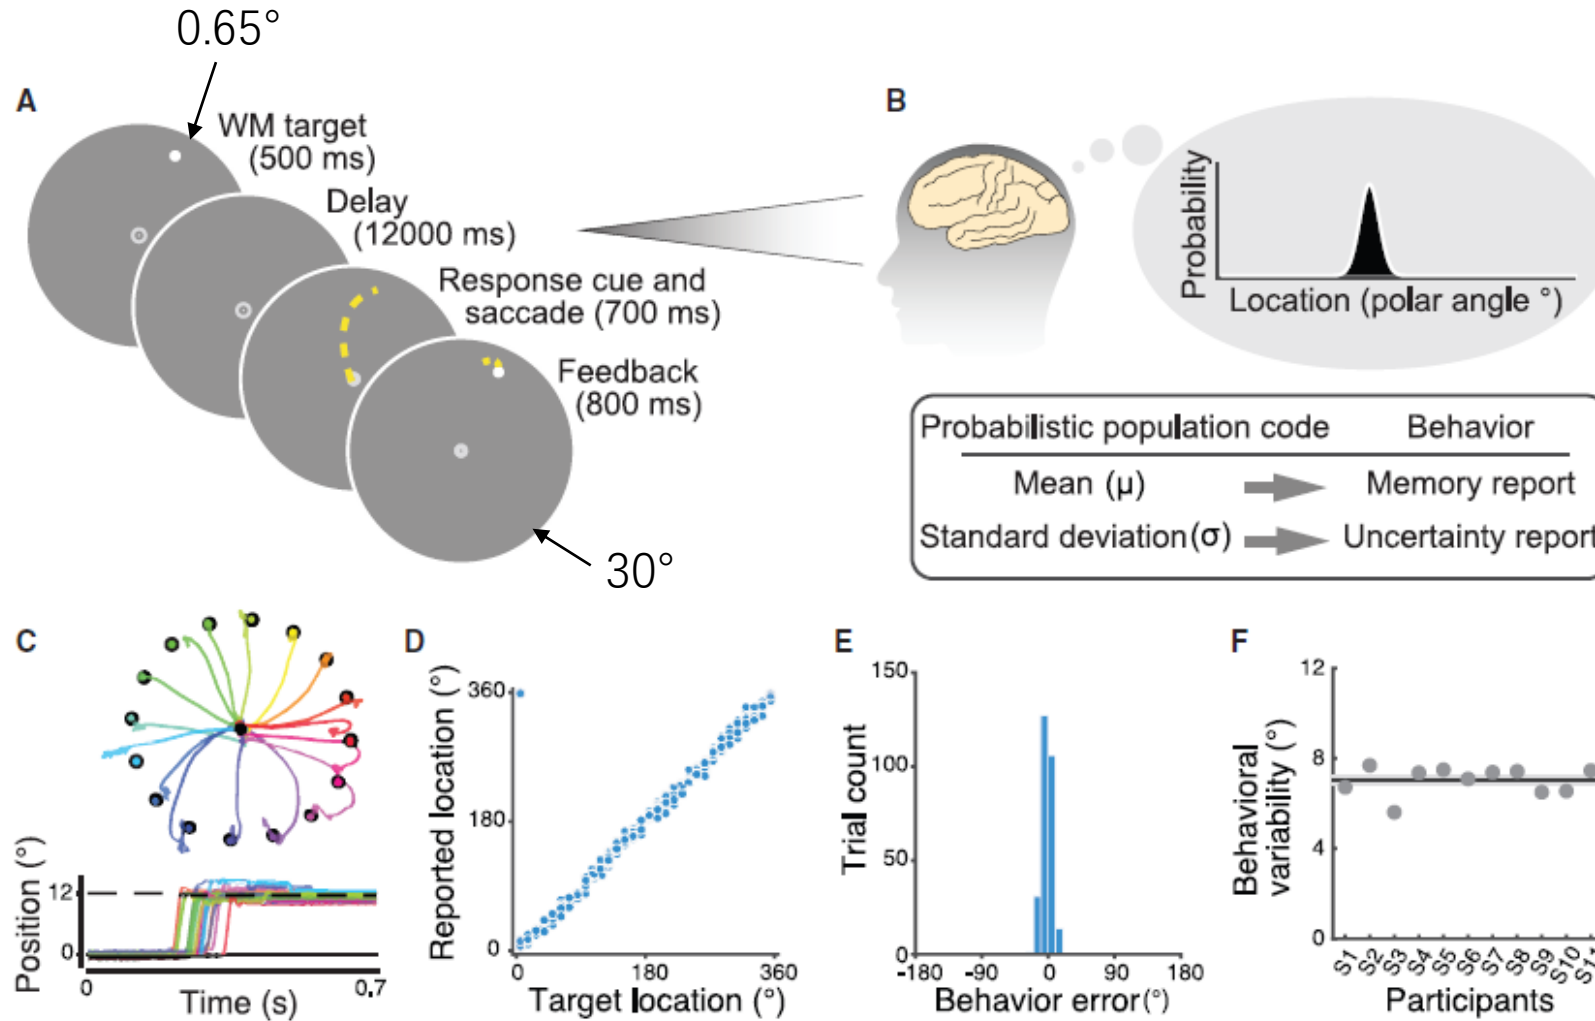 0.65°
A
WM target
(500 ms)
Delay
(12000 ms)
Response cue and
saccade (700 ms)
Feedback
(800 ms)
30°
B
Probability
Location (polar angle °)
Probabilistic population code Behavior
Mean (μ) Memory report
Standard deviation(σ) Uncertainty report
C
Position (°)
12
0
0 0.7
Time (s)
D
Reported location (°)
360
180
0
0 180 360
Target location (°)
E
Trial count
150
100
50
0
-180 -90 0 90 180
Behavior error(°)
F
Behavioral
variability (°)
12
8
4
0
S1 S2 S3 S4 S5 S6 S7 S8 S9 S10 S11
Participants